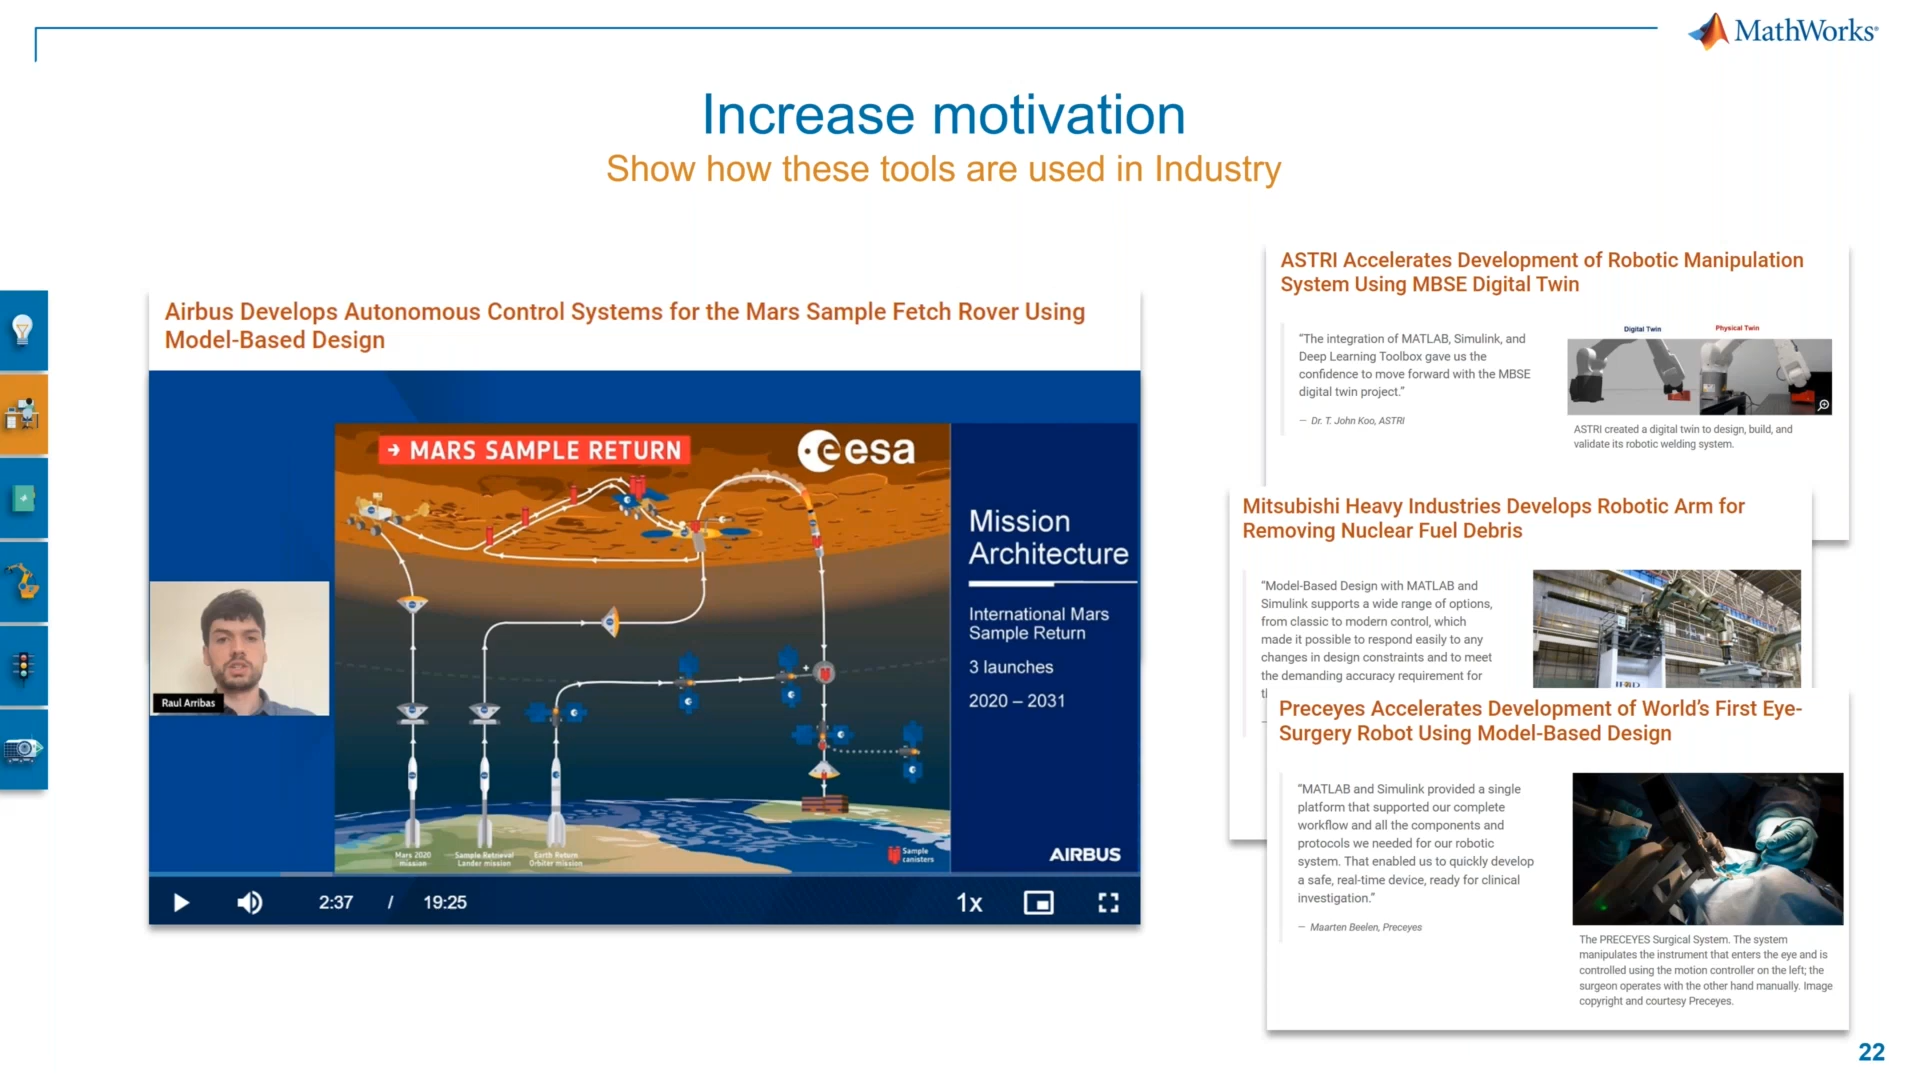 MathWorks®
Increase motivation
Show how these tools are used in Industry
Airbus Develops Autonomous Control Systems for the Mars Sample Fetch Rover Using
Model-Based Design
→ MARS SAMPLE RETURN
esa
Mission
Architecture
International Mars
Sample Return
3 launches
2020 – 2031
Raul Arribas
Mars 2020
mission
Sample Retrieval
Lander mission
Earth Return
Orbiter mission
Sample
canisters
AIRBUS
2:37 / 19:25
1x
ASTRI Accelerates Development of Robotic Manipulation
System Using MBSE Digital Twin
“The integration of MATLAB, Simulink, and
Deep Learning Toolbox gave us the
confidence to move forward with the MBSE
digital twin project.”
— Dr. T. John Koo, ASTRI
Digital Twin
Physical Twin
ASTRI created a digital twin to design, build, and
validate its robotic welding system.
Mitsubishi Heavy Industries Develops Robotic Arm for
Removing Nuclear Fuel Debris
“Model-Based Design with MATLAB and
Simulink supports a wide range of options,
from classic to modern control, which
made it possible to respond easily to any
changes in design constraints and to meet
the demanding accuracy requirement for
Preceyes Accelerates Development of World’s First Eye-
Surgery Robot Using Model-Based Design
“MATLAB and Simulink provided a single
platform that supported our complete
workflow and all the components and
protocols we needed for our robotic
system. That enabled us to quickly develop
a safe, real-time device, ready for clinical
investigation.”
— Maarten Beelen, Preceyes
The PRECEYES Surgical System. The system
manipulates the instrument that enters the eye and is
controlled using the motion controller on the left; the
surgeon operates with the other hand manually. Image
copyright and courtesy Preceyes.
22